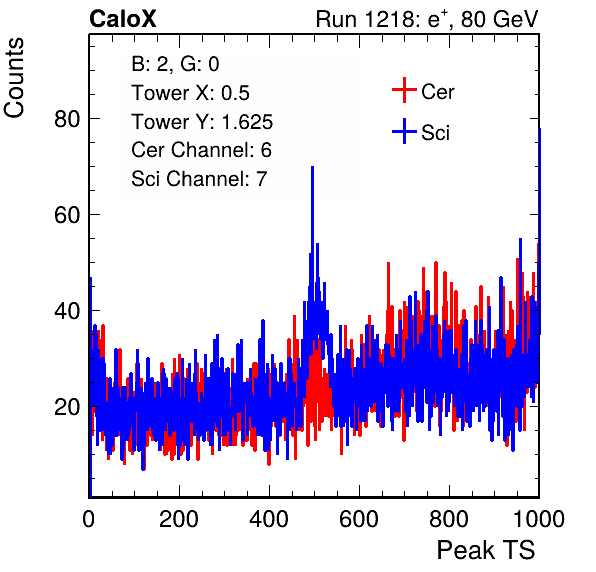 CaloX Run 1218: e⁺, 80 GeV
Counts
B: 2, G: 0
Tower X: 0.5
Tower Y: 1.625
Cer Channel: 6
Sci Channel: 7
Cer
Sci
80
60
40
20
0 200 400 600 800 1000
Peak TS